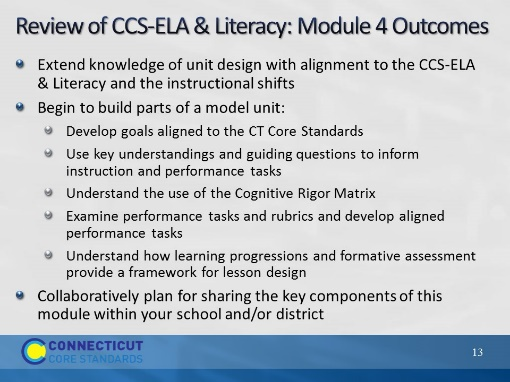 Review of CCS-ELA & Literacy: Module 4 Outcomes
Extend knowledge of unit design with alignment to the CCS-ELA
& Literacy and the instructional shifts
Begin to build parts of a model unit:
Develop goals aligned to the CT Core Standards
Use key understandings and guiding questions to inform
instruction and performance tasks
Understand the use of the Cognitive Rigor Matrix
Examine performance tasks and rubrics and develop aligned
performance tasks
Understand how learning progressions and formative assessment
provide a framework for lesson design
Collaboratively plan for sharing the key components of this
module within your school and/or district
CONNECTICUT
CORE STANDARDS
13